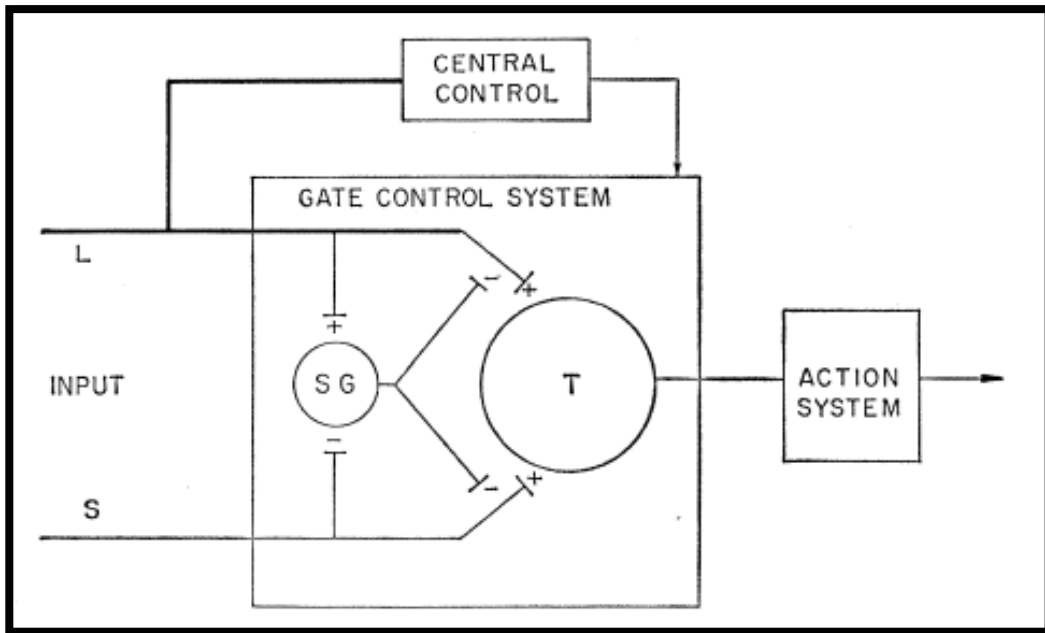 CENTRAL
CONTROL
GATE CONTROL SYSTEM
L
+
-
+
INPUT
S G
T
ACTION
SYSTEM
-
-
+
S